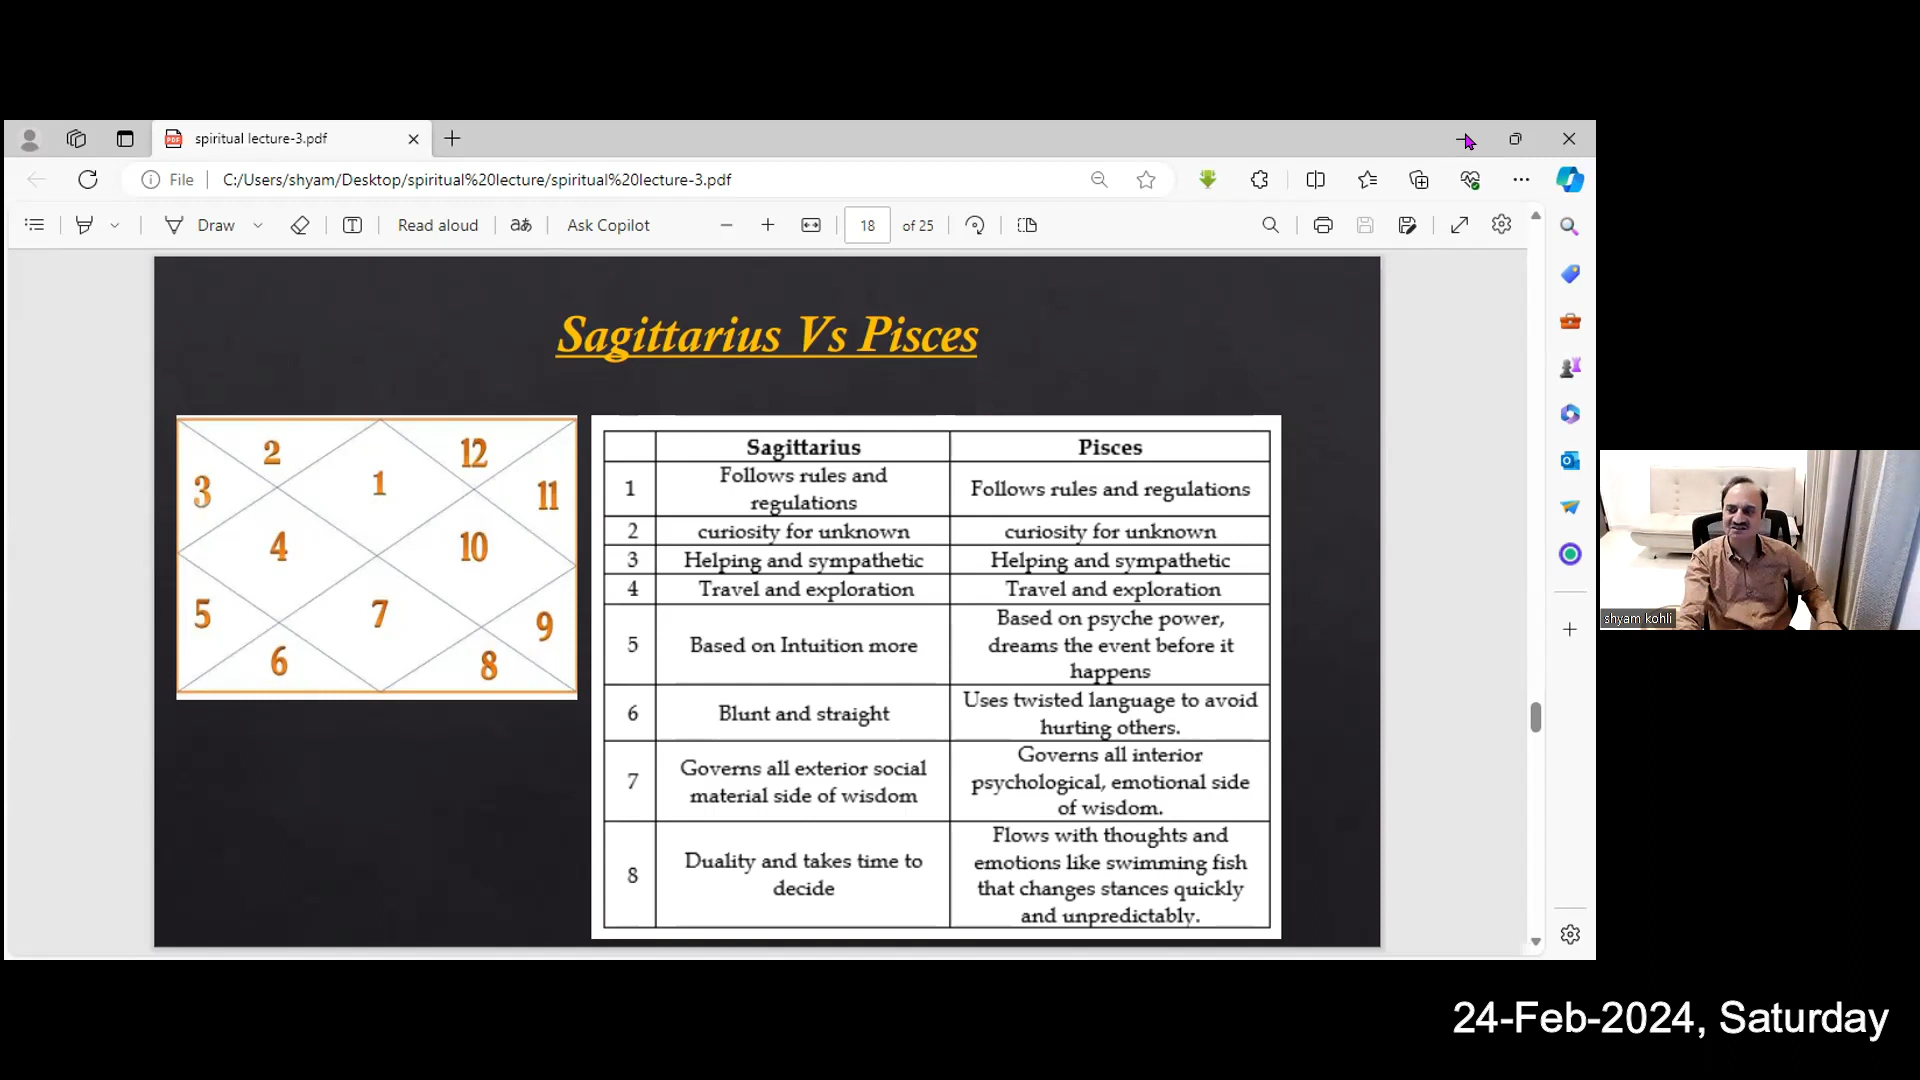 spiritual lecture-3.pdf
File
C:/Users/shyam/Desktop/spiritual%20lecture/spiritual%20lecture-3.pdf
Draw
Read aloud
aあ
Ask Copilot
18
of 25
Sagittarius Vs Pisces
2
12
1
3
11
4
10
5
7
9
6
8
Sagittarius
Pisces
1
Follows rules and
regulations
Follows rules and regulations
2
curiosity for unknown
curiosity for unknown
3
Helping and sympathetic
Helping and sympathetic
4
Travel and exploration
Travel and exploration
5
Based on Intuition more
Based on psyche power,
dreams the event before it
happens
6
Blunt and straight
Uses twisted language to avoid
hurting others.
7
Governs all exterior social
material side of wisdom
Governs all interior
psychological, emotional side
of wisdom.
8
Duality and takes time to
decide
Flows with thoughts and
emotions like swimming fish
that changes stances quickly
and unpredictably.
shyam kohli
24-Feb-2024, Saturday